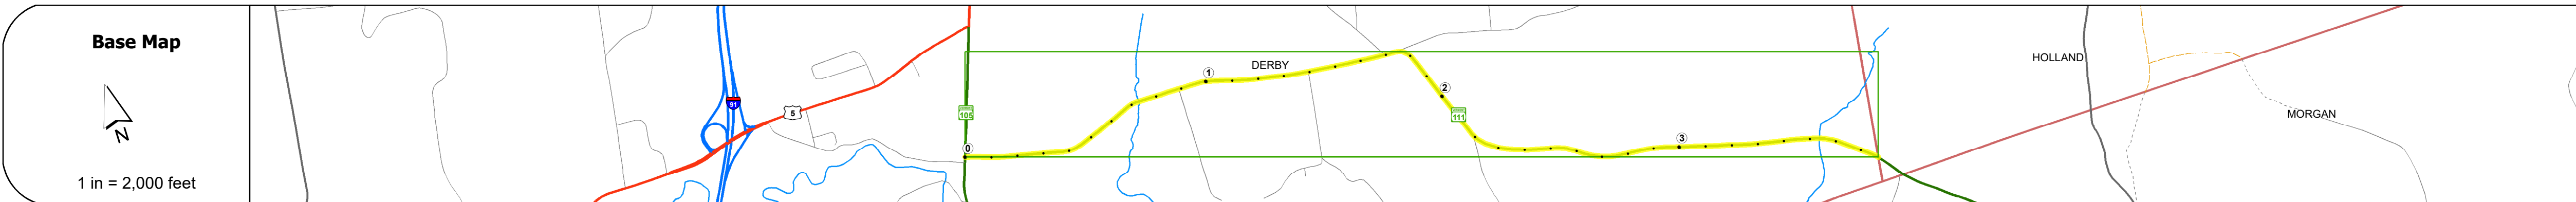 Base Map
N
1 in = 2,000 feet
91
5
105
0
1
DERBY
2
111
3
HOLLAND
MORGAN